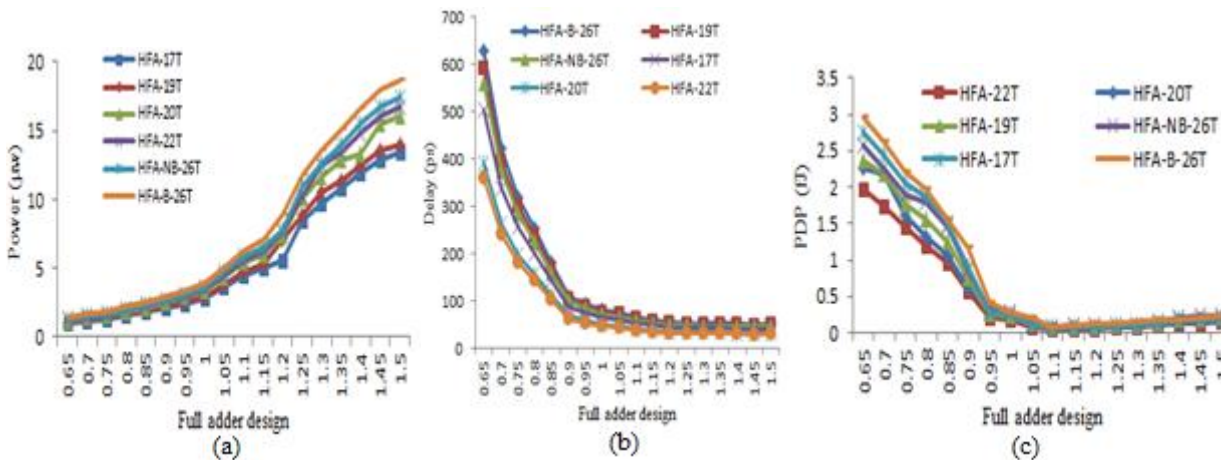 Power (µw)
20
15
10
5
0
HFA-17T
HFA-19T
HFA-20T
HFA-22T
HFA-NB-26T
HFA-B-26T
0.65 0.7 0.75 0.8 0.85 0.9 0.95 1 1.05 1.1 1.15 1.2 1.25 1.3 1.35 1.4 1.45 1.5
Full adder design
(a)
Delay (ps)
700
600
500
400
300
200
100
0
HFA-B-26T HFA-19T
HFA-NB-26T HFA-17T
HFA-20T HFA-22T
0.65 0.7 0.75 0.8 0.85 0.9 0.95 1 1.05 1.1 1.15 1.2 1.25 1.3 1.35 1.4 1.45 1.5
Full adder design
(b)
PDP (fJ)
3.5
3
2.5
2
1.5
1
0.5
0
HFA-22T HFA-20T
HFA-19T HFA-NB-26T
HFA-17T HFA-B-26T
0.65 0.7 0.75 0.8 0.85 0.9 0.95 1 1.05 1.1 1.15 1.2 1.25 1.3 1.35 1.4 1.45 1.5
Full adder design
(c)